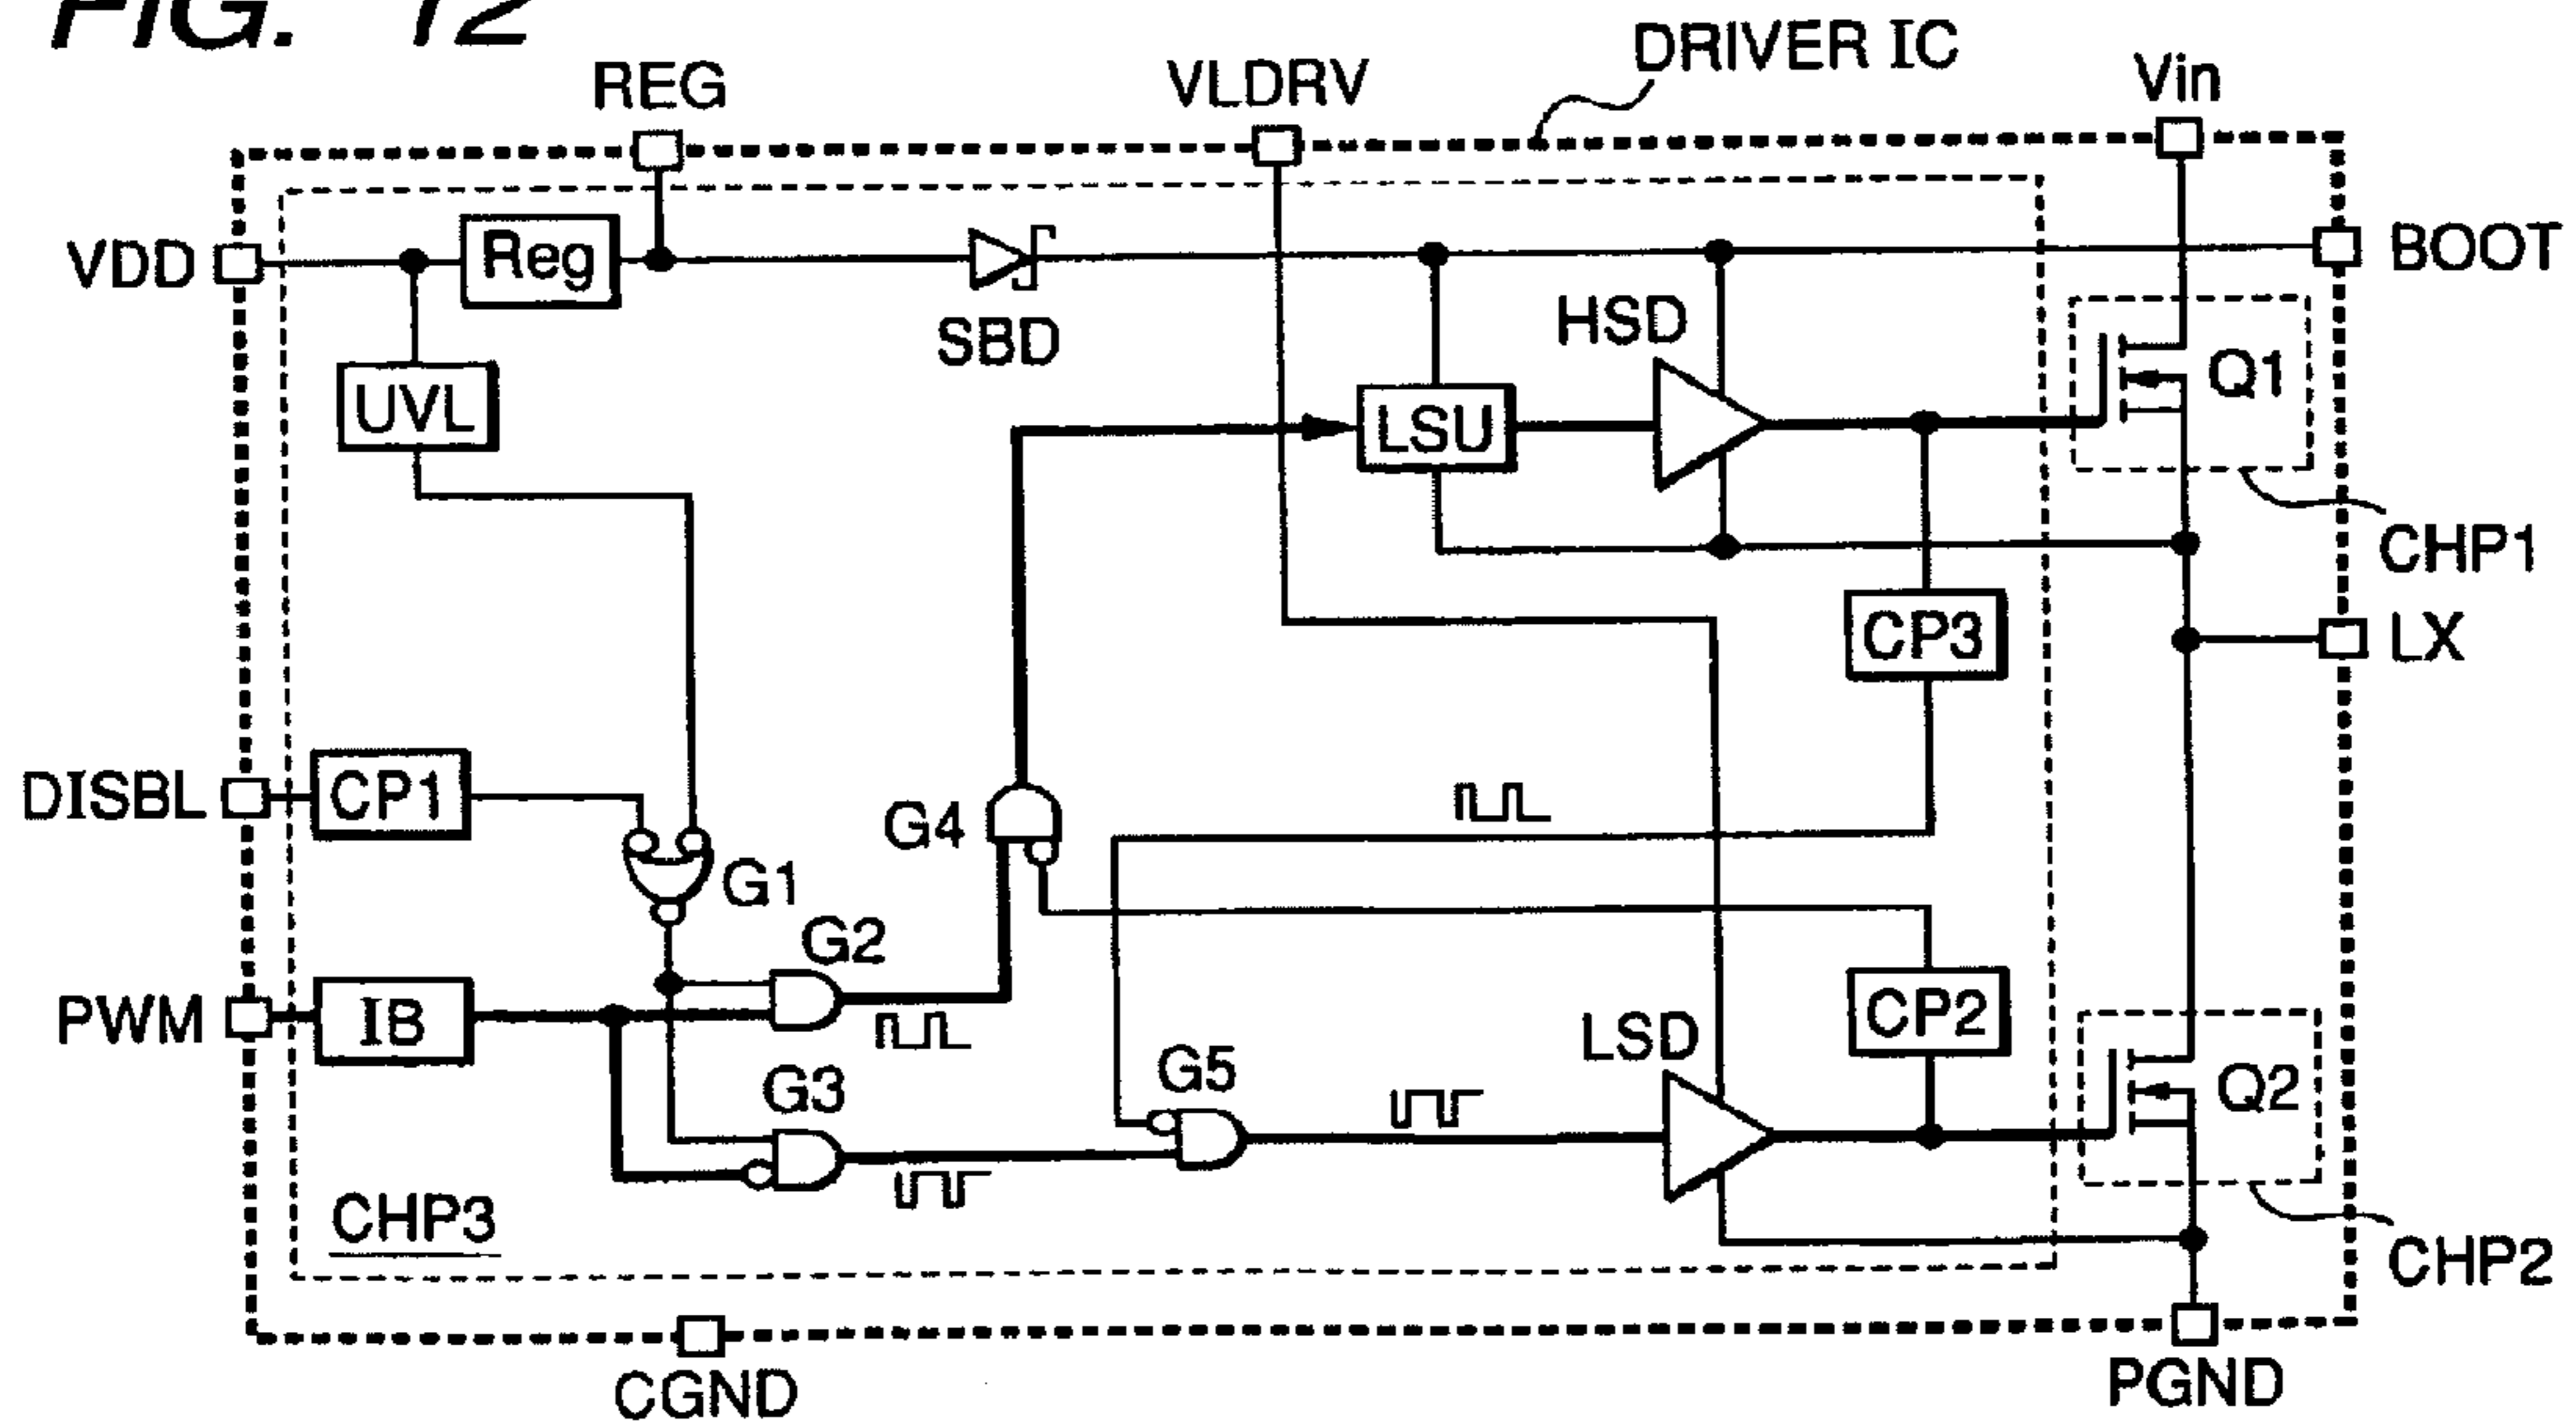 FIG. 12
DRIVER IC
REG
VLDRV
Vin
VDD
Reg
BOOT
SBD
HSD
Q1
UVL
LSU
CHP1
CP3
LX
DISBL
CP1
G4
G1
G2
PWM
IB
CP2
LSD
G5
G3
Q2
CHP3
CHP2
CGND
PGND